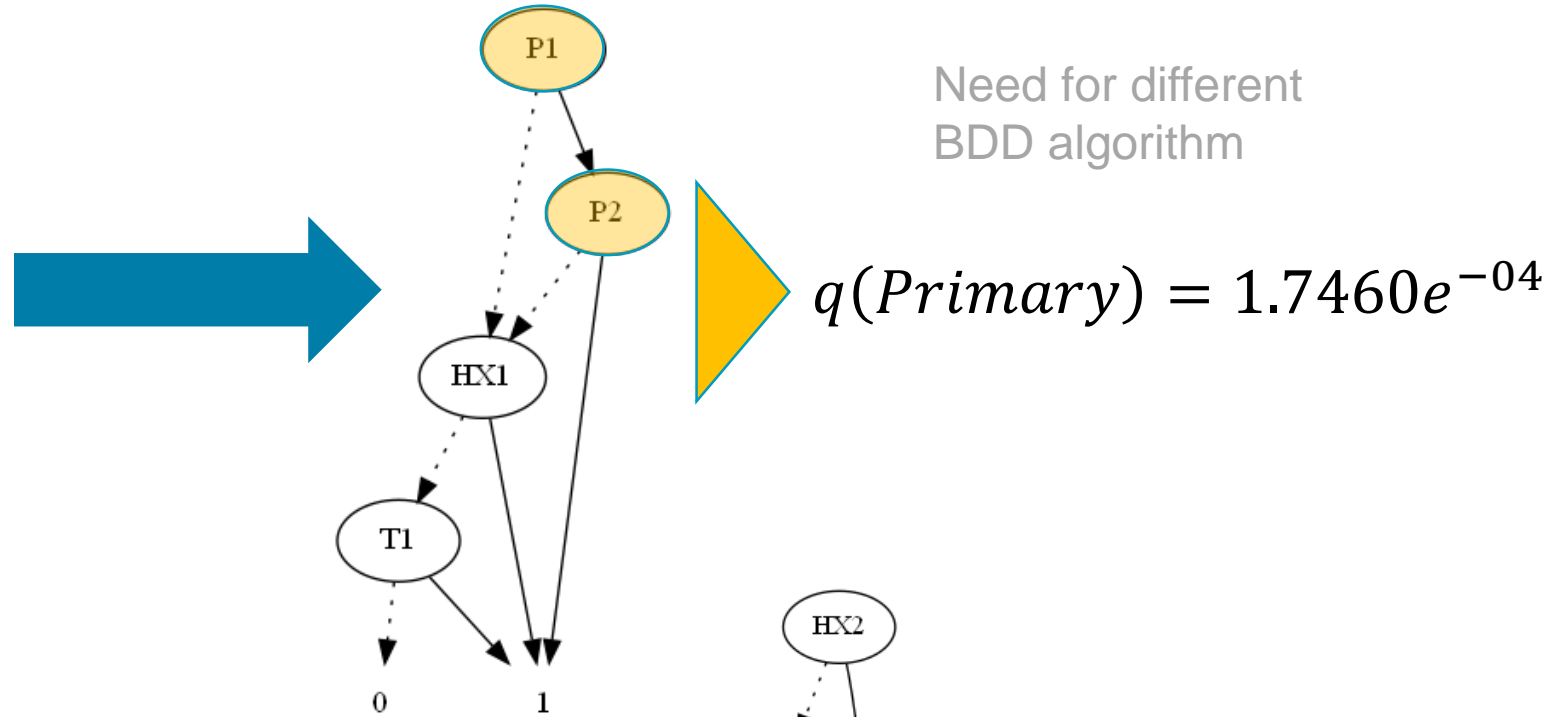 P1
Need for different
BDD algorithm
P2
q(Primary) = 1.7460e⁻⁰⁴
HX1
T1
HX2
0
1